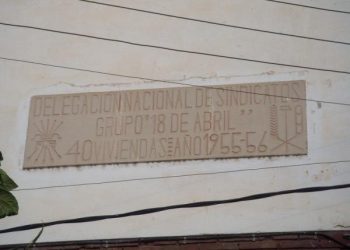 DELEGACION NACIONAL DE SINDICATOS
GRUPO "18 DE ABRIL"
40 VIVIENDAS AÑO 1955-56